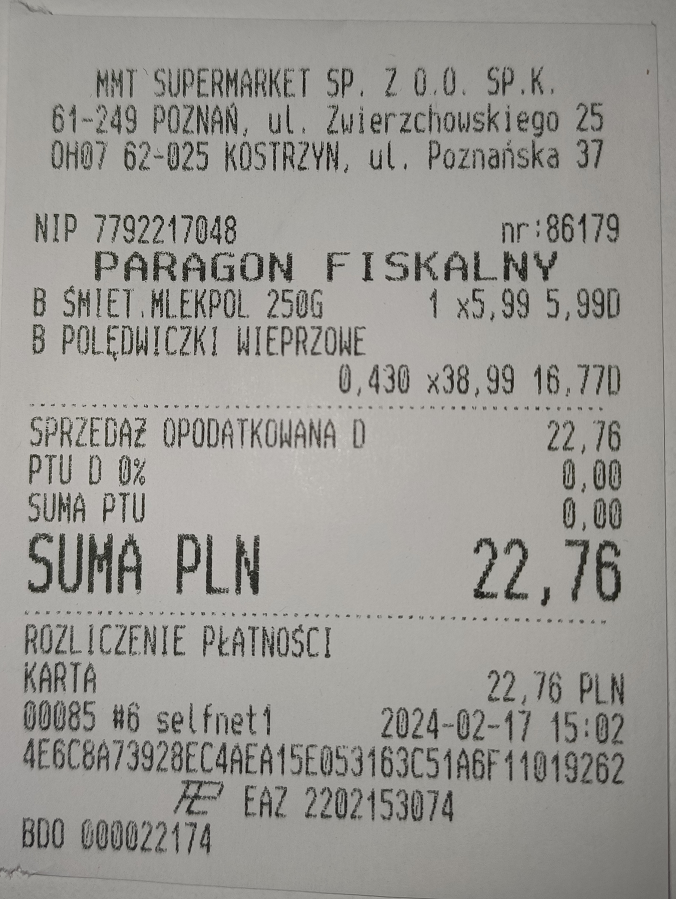 MMT SUPERMARKET SP. Z O.O. SP.K.
61-249 POZNAŃ, ul. Zwierzchowskiego 25
OH07 62-025 KOSTRZYN, ul. Poznańska 37
NIP 7792217048 nr:86179
PARAGON FISKALNY
B ŚMIET.MLEKPOL 250G 1 x5,99 5,99D
B POLĘDWICZKI WIEPRZOWE
0,430 x38,99 16,77D
SPRZEDAŻ OPODATKOWANA D 22,76
PTU D 0% 0,00
SUMA PTU 0,00
SUMA PLN 22,76
ROZLICZENIE PŁATNOŚCI
KARTA 22,76 PLN
00085 #6 selfnet1 2024-02-17 15:02
4E6C8A73928EC4AEA15E053163C51A6F11019262
EAZ 2202153074
BDO 000022174